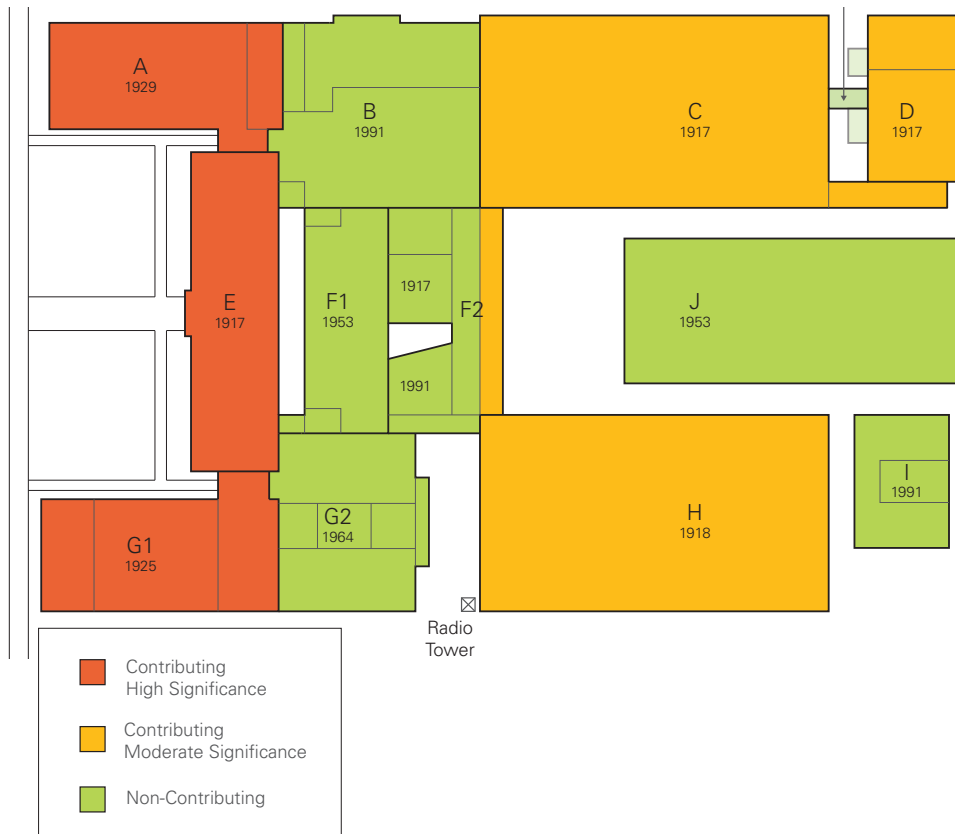 A
1929
B
1991
C
1917
D
1917
E
1917
F1
1953
1917
F2
1991
J
1953
G1
1925
G2
1964
H
1918
I
1991
Radio
Tower
Contributing
High Significance
Contributing
Moderate Significance
Non-Contributing